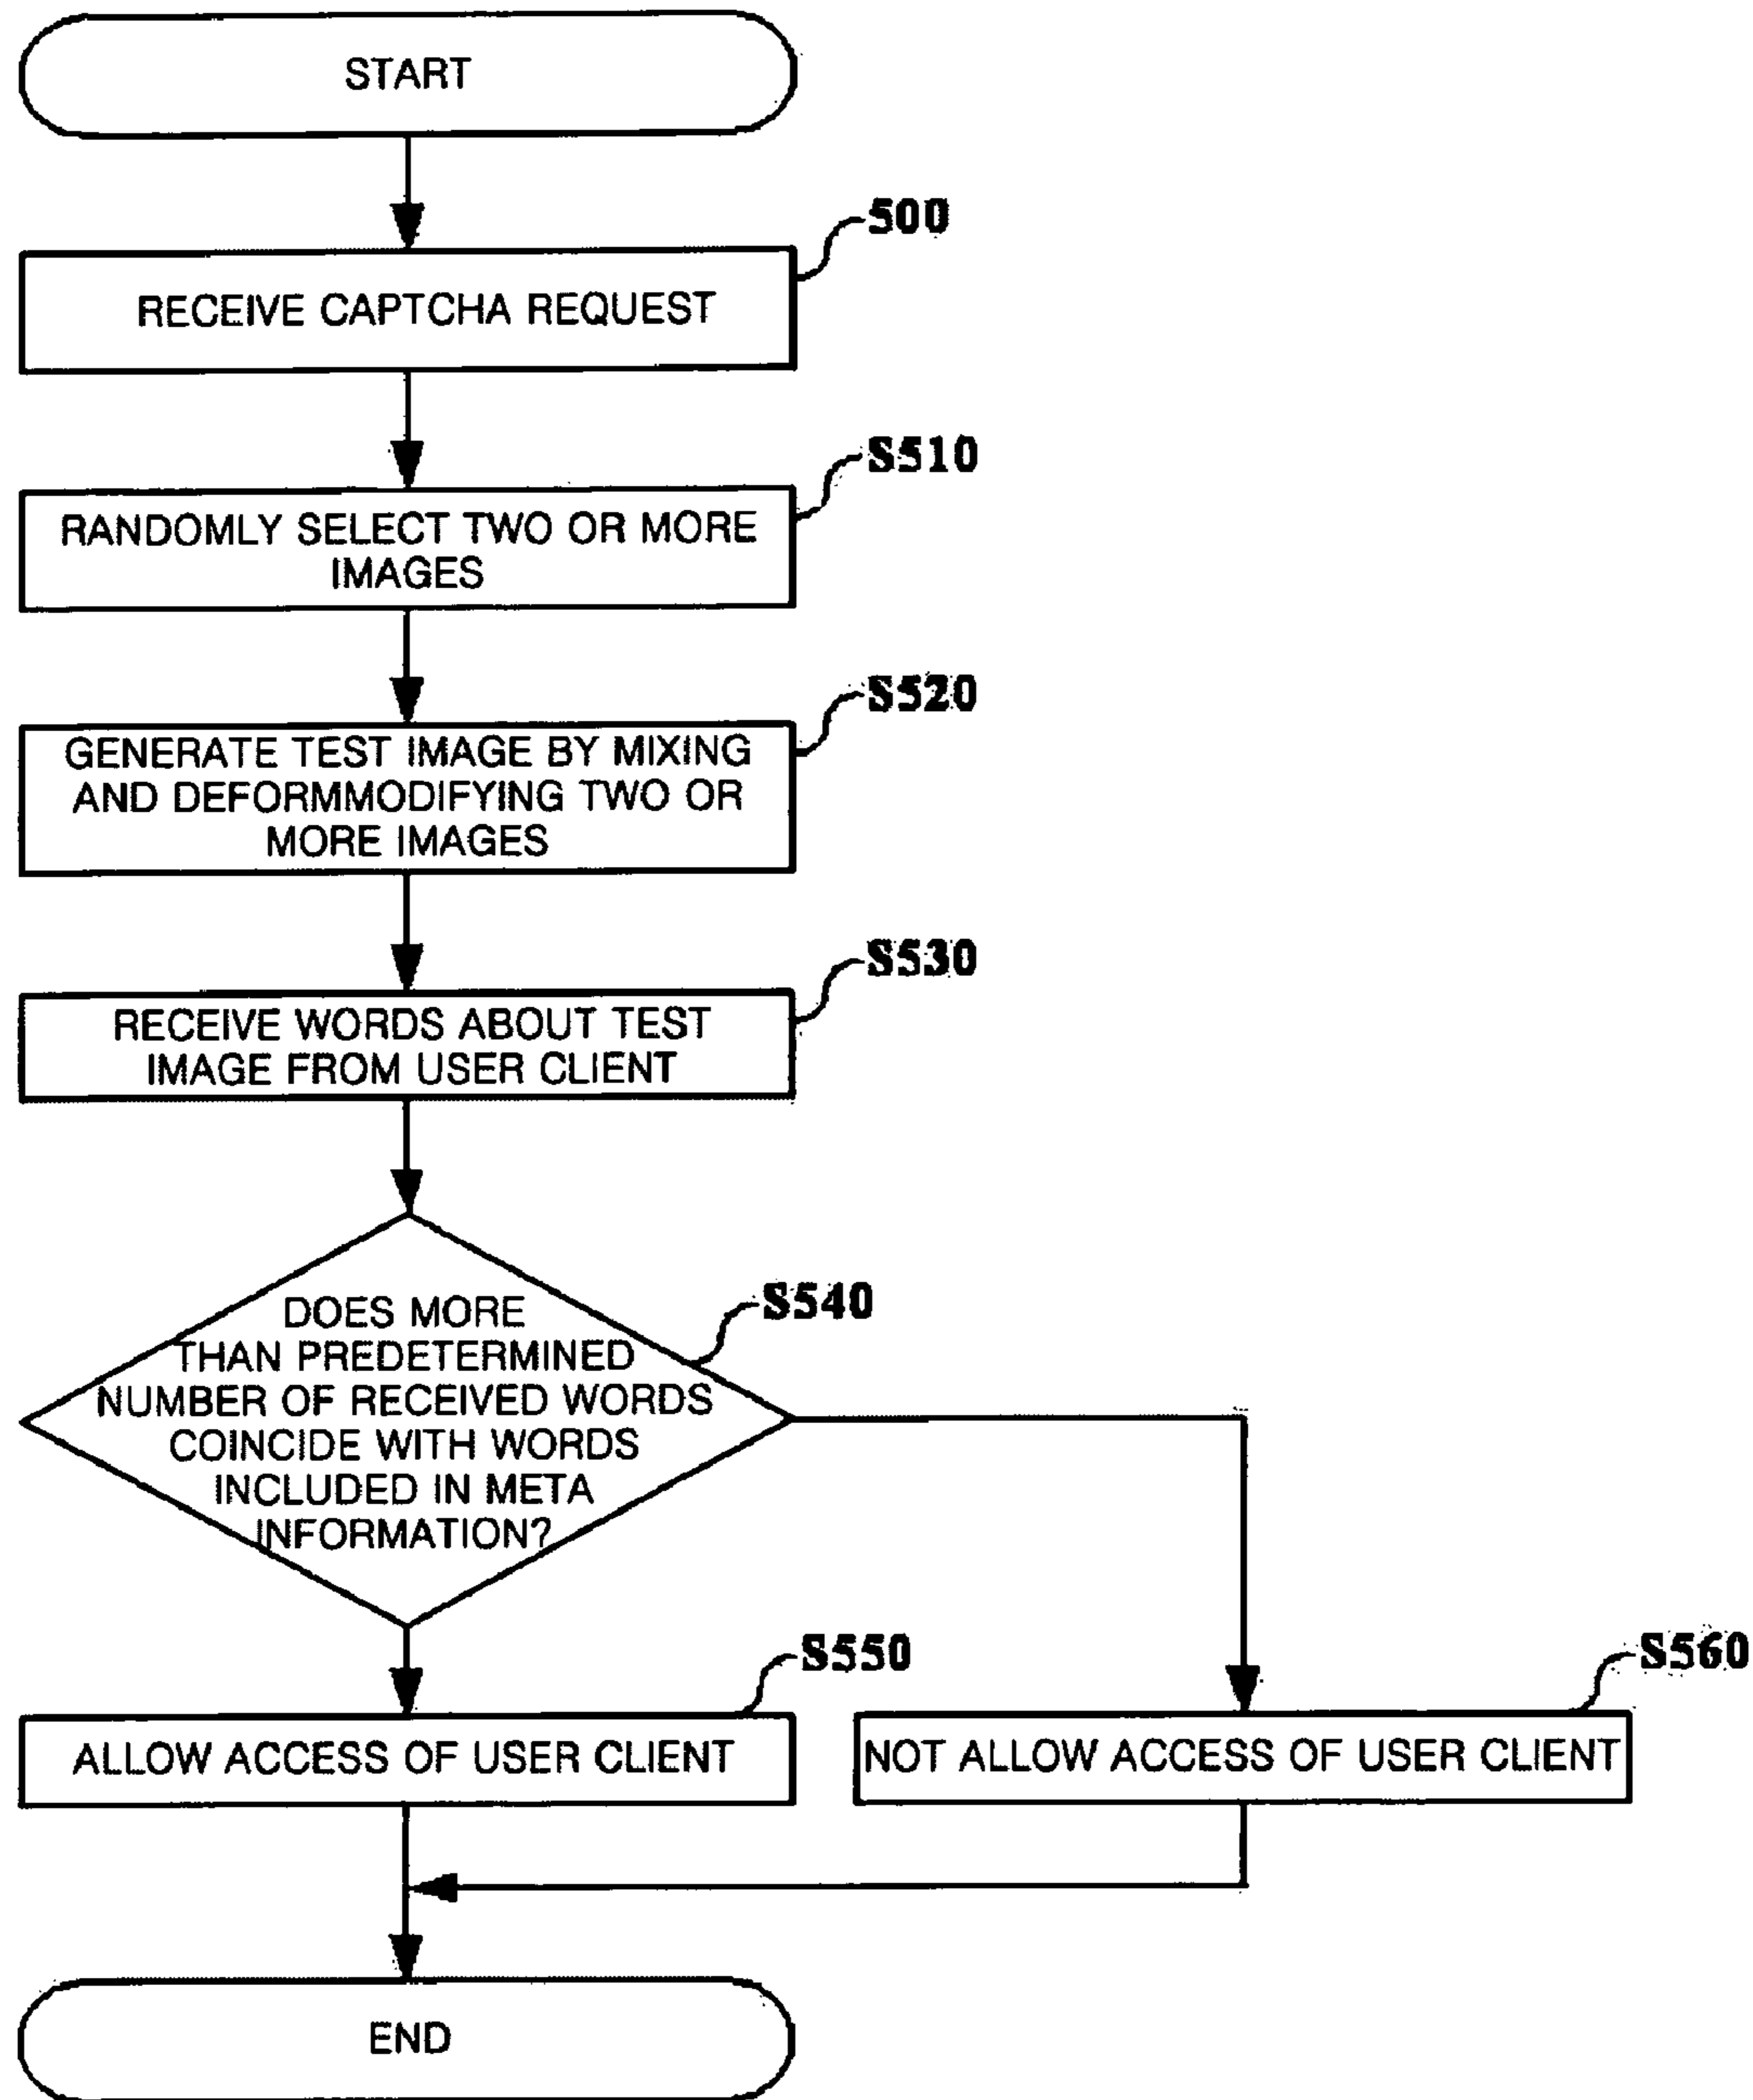 START
500
RECEIVE CAPTCHA REQUEST
S510
RANDOMLY SELECT TWO OR MORE
IMAGES
S520
GENERATE TEST IMAGE BY MIXING
AND DEFORMMODIFYING TWO OR
MORE IMAGES
S530
RECEIVE WORDS ABOUT TEST
IMAGE FROM USER CLIENT
S540
DOES MORE
THAN PREDETERMINED
NUMBER OF RECEIVED WORDS
COINCIDE WITH WORDS
INCLUDED IN META
INFORMATION?
S550
ALLOW ACCESS OF USER CLIENT
S560
NOT ALLOW ACCESS OF USER CLIENT
END